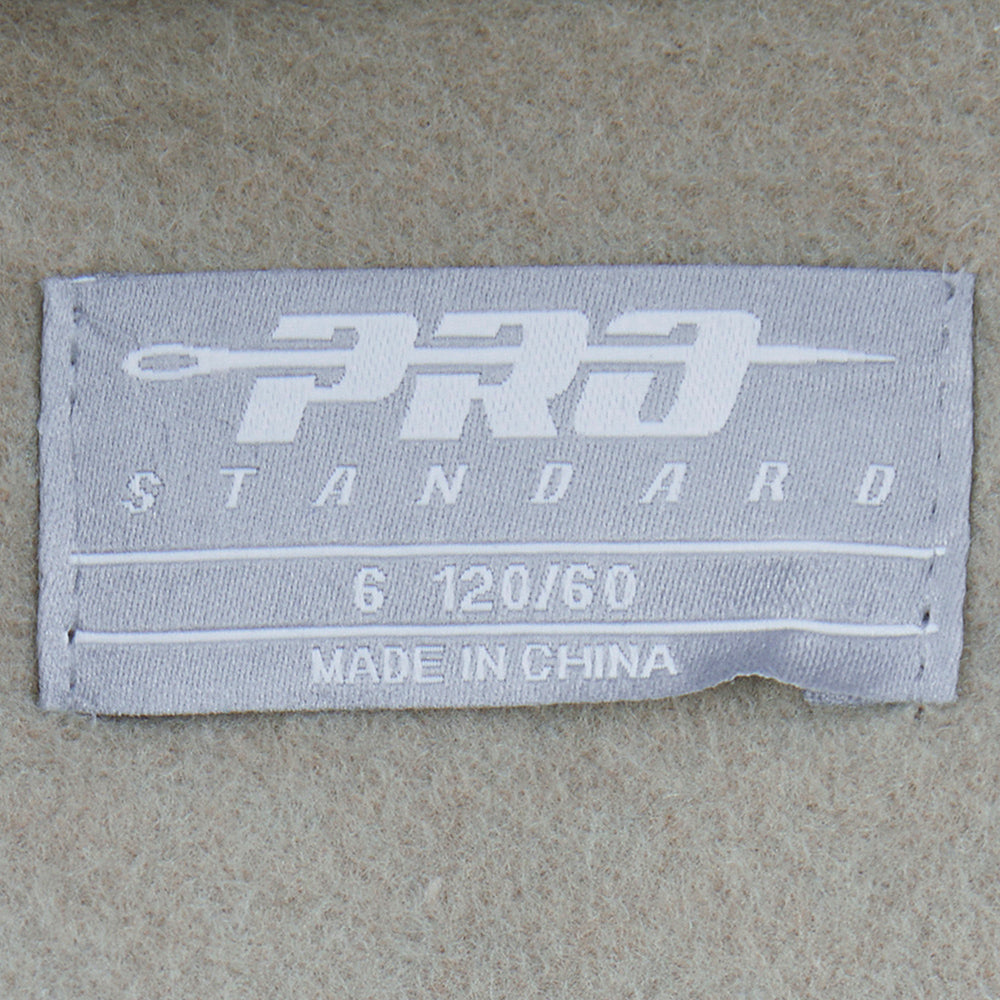 PRO
STANDARD
6 120/60
MADE IN CHINA